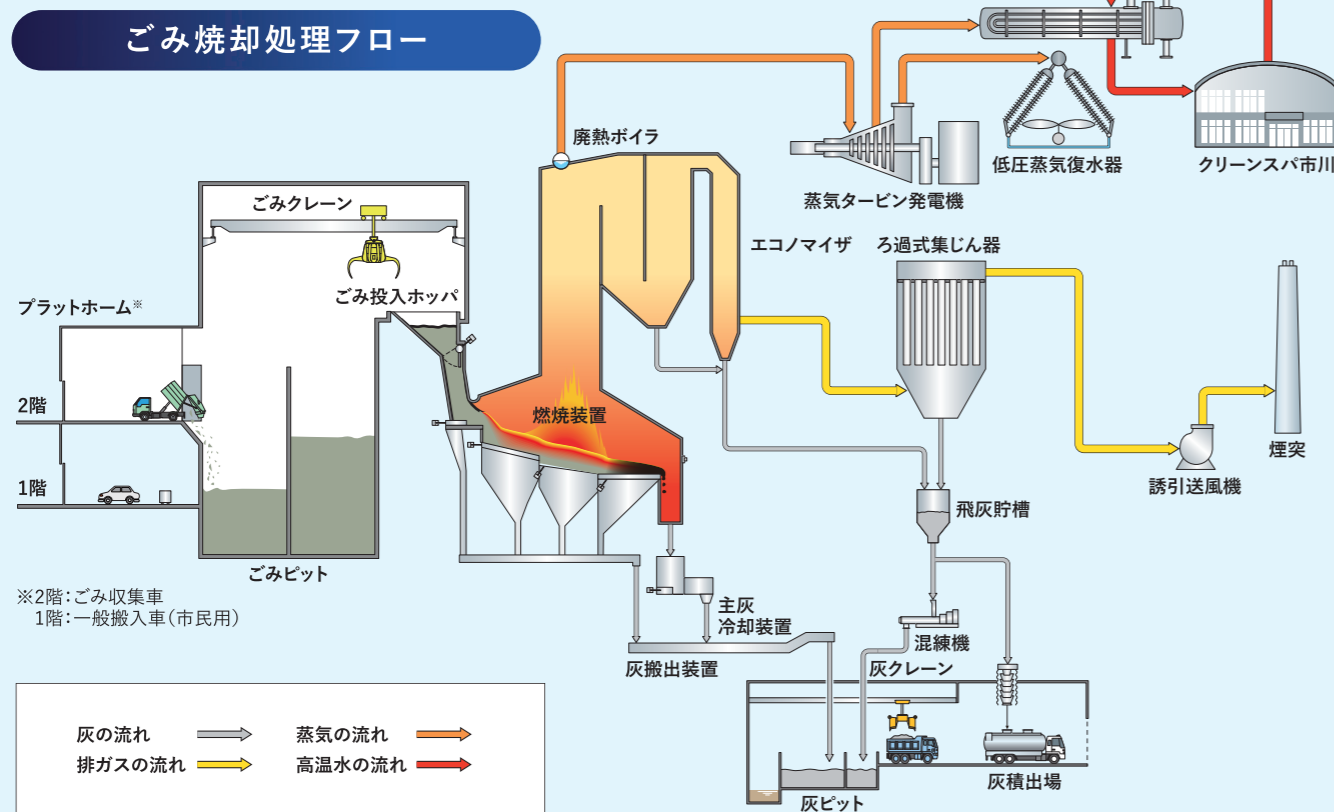 ごみ焼却処理フロー
廃熱ボイラ
低圧蒸気復水器
クリーンスパ市川
蒸気タービン発電機
ごみクレーン
エコノマイザ
ろ過式集じん器
ごみ投入ホッパ
プラットホーム※
2階
燃焼装置
煙突
1階
誘引送風機
飛灰貯槽
ごみピット
※2階：ごみ収集車
1階：一般搬入車（市民用）
主灰
冷却装置
混練機
灰搬出装置
灰クレーン
灰の流れ
蒸気の流れ
排ガスの流れ
高温水の流れ
灰積出場
灰ピット